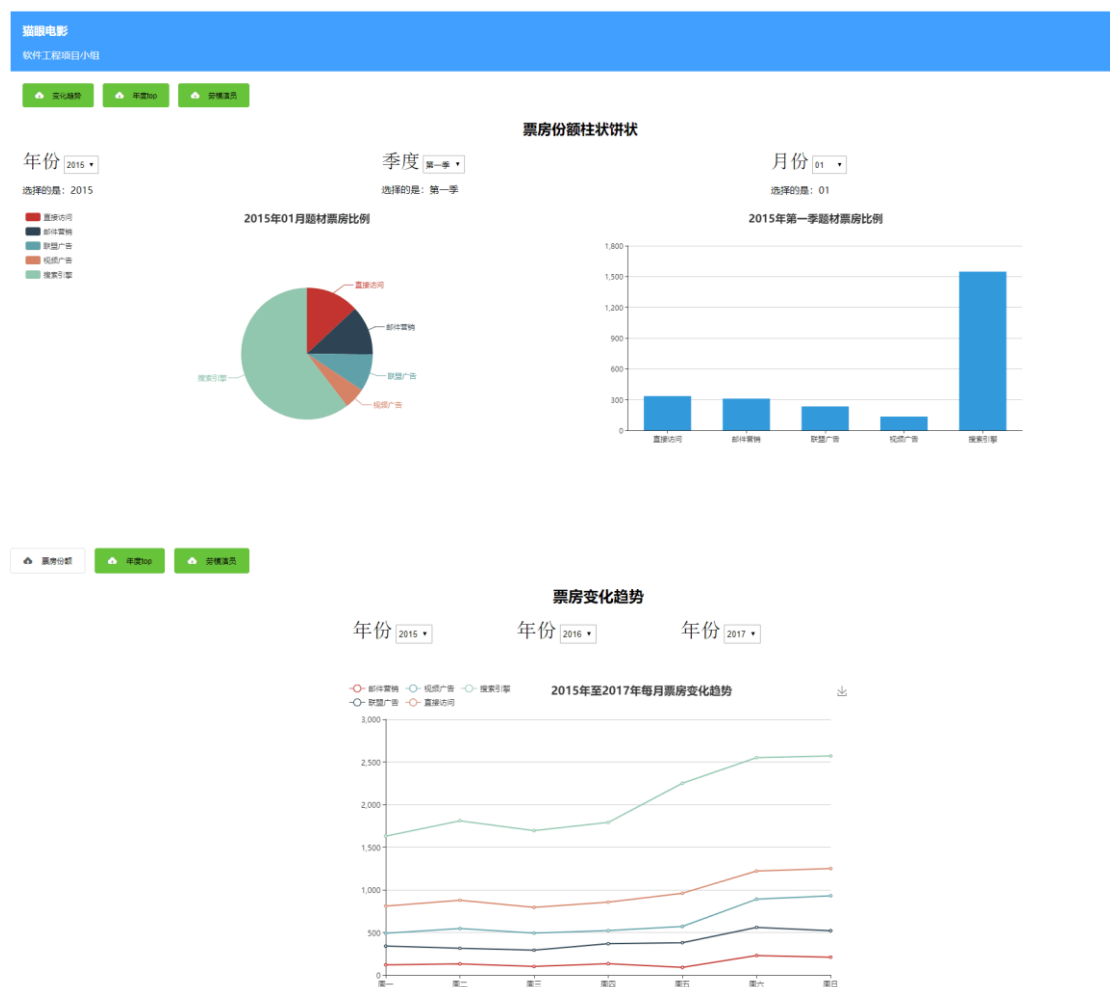 猫眼电影
软件工程项目小组
变化趋势 年度top 劳模演员
票房份额柱状饼状
年份 2015 季度 第一季 月份 01
选择的是：2015 选择的是：第一季 选择的是：01
直接访问
邮件营销
联盟广告
视频广告
搜索引擎
2015年01月题材票房比例
直接访问
邮件营销
联盟广告
视频广告
搜索引擎
2015年第一季题材票房比例
1,800
1,500
1,200
900
600
300
0
直接访问 邮件营销 联盟广告 视频广告 搜索引擎
票房份额 年度top 劳模演员
票房变化趋势
年份 2015 年份 2016 年份 2017
邮件营销 视频广告 搜索引擎
联盟广告 直接访问
2015年至2017年每月票房变化趋势
3,000
2,500
2,000
1,500
1,000
500
0
周一 周二 周三 周四 周五 周六 周日